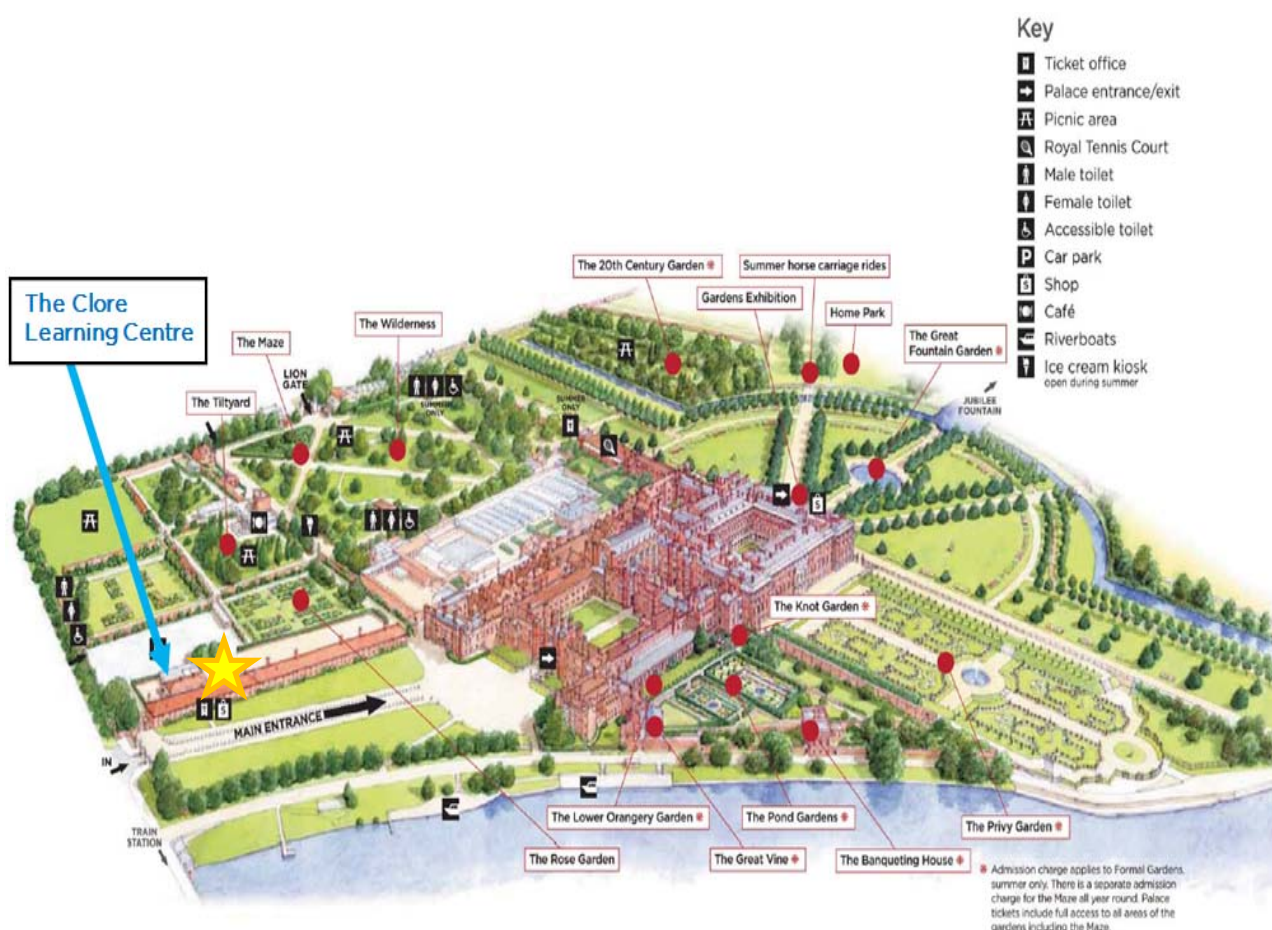 Key
Ticket office
Palace entrance/exit
Picnic area
Royal Tennis Court
Male toilet
Female toilet
Accessible toilet
P Car park
Shop
Café
Riverboats
Ice cream kiosk
open during summer
The Clore
Learning Centre
The 20th Century Garden
Summer horse carriage rides
Gardens Exhibition
Home Park
The Great
Fountain Garden
JUBILEE
FOUNTAIN
The Wilderness
The Maze
LION
GATE
The Tiltyard
SUMMER
ONLY
SUMMER
ONLY
The Knot Garden
MAIN ENTRANCE
IN
TRAIN
STATION
The Lower Orangery Garden
The Pond Gardens
The Privy Garden
The Rose Garden
The Great Vine
The Banqueting House
Admission charge applies to Formal Gardens,
summer only. There is a separate admission
charge for the Maze all year round. Palace
tickets include full access to all areas of the
gardens including the Maze.